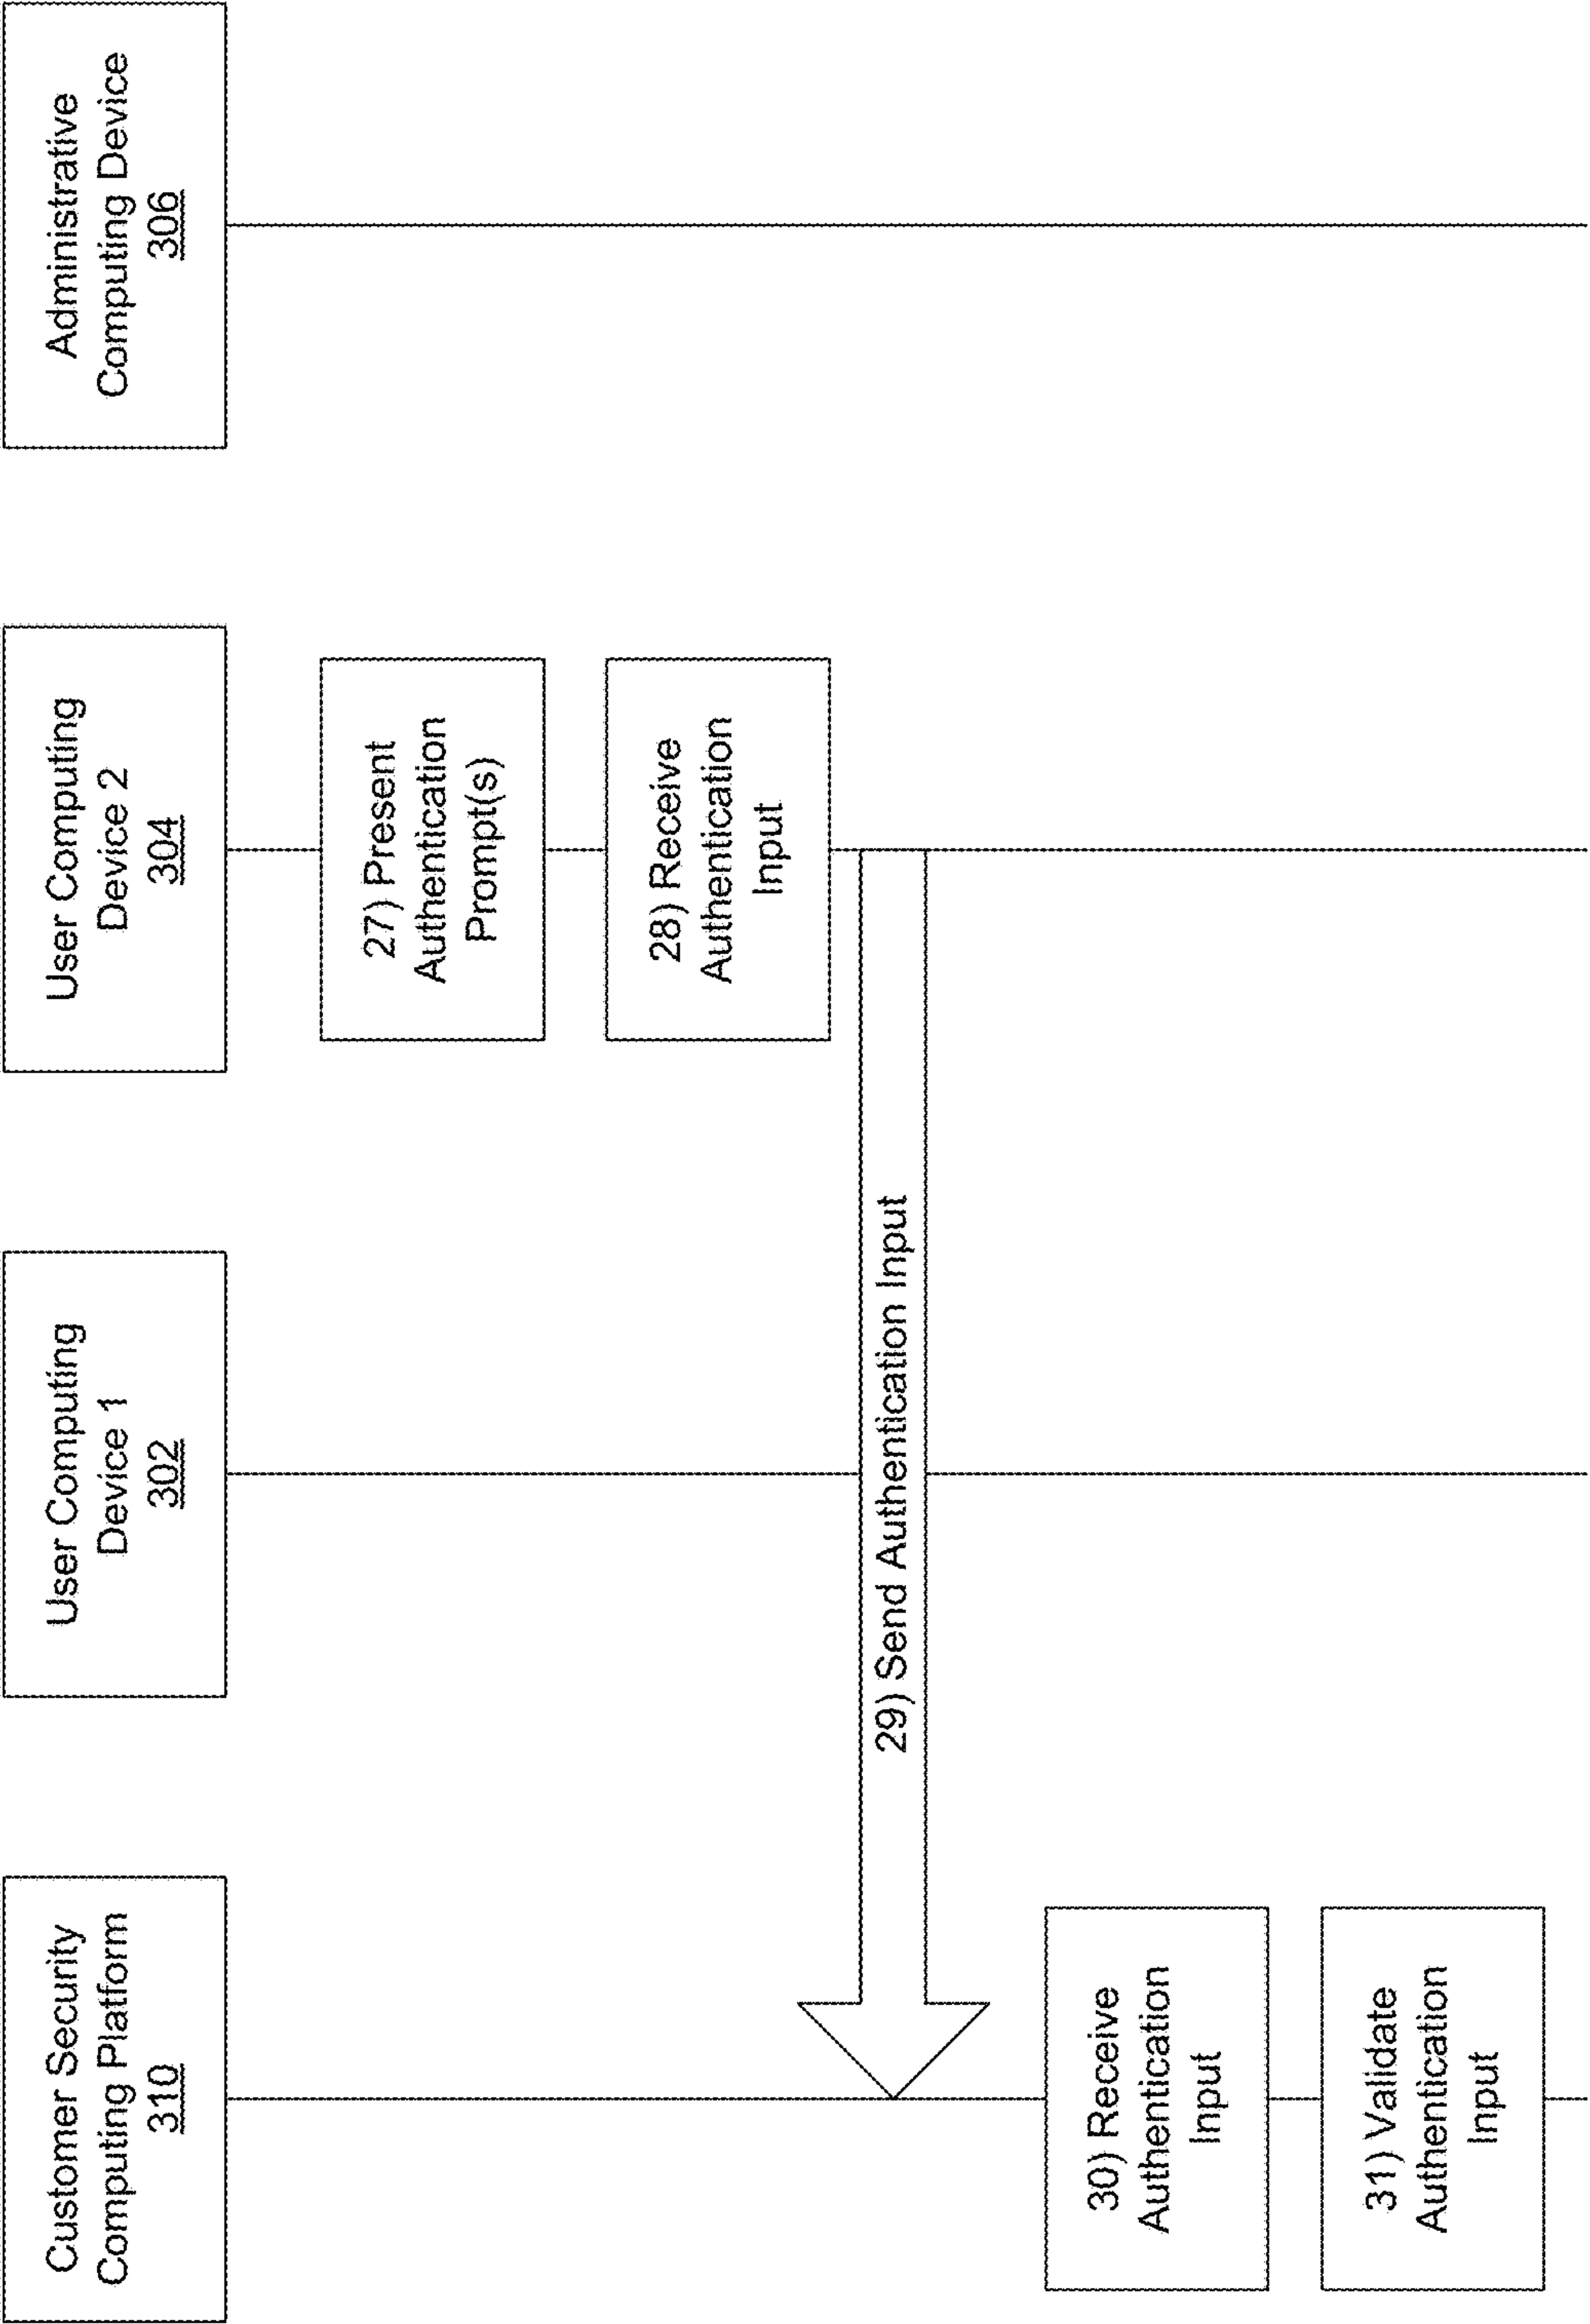 Customer Security
Computing Platform
310
User Computing
Device 1
302
User Computing
Device 2
304
Administrative
Computing Device
306
27) Present
Authentication
Prompt(s)
28) Receive
Authentication
Input
29) Send Authentication Input
30) Receive
Authentication
Input
31) Validate
Authentication
Input